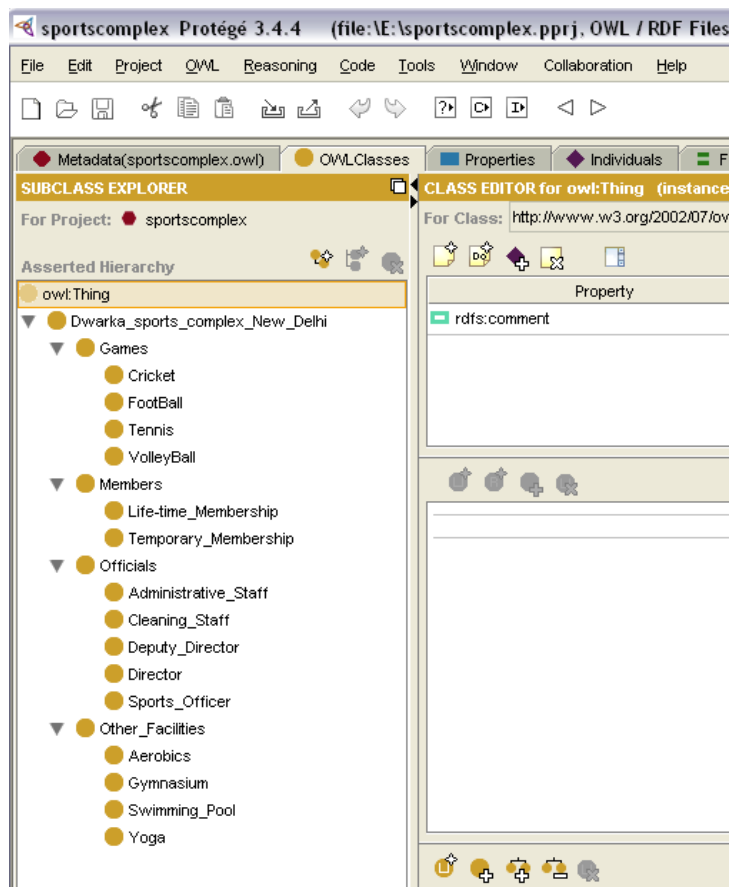 sportscomplex Protégé 3.4.4 (file:\E:\sportscomplex.pprj, OWL / RDF Files
File Edit Project OWL Reasoning Code Tools Window Collaboration Help
Metadata(sportscomplex.owl) OWLClasses Properties Individuals F
SUBCLASS EXPLORER
For Project: sportscomplex
Asserted Hierarchy
owl:Thing
Dwarka_sports_complex_New_Delhi
Games
Cricket
FootBall
Tennis
VolleyBall
Members
Life-time_Membership
Temporary_Membership
Officials
Administrative_Staff
Cleaning_Staff
Deputy_Director
Director
Sports_Officer
Other_Facilities
Aerobics
Gymnasium
Swimming_Pool
Yoga
CLASS EDITOR for owl:Thing (instance
For Class: http://www.w3.org/2002/07/ov
Property
rdfs:comment